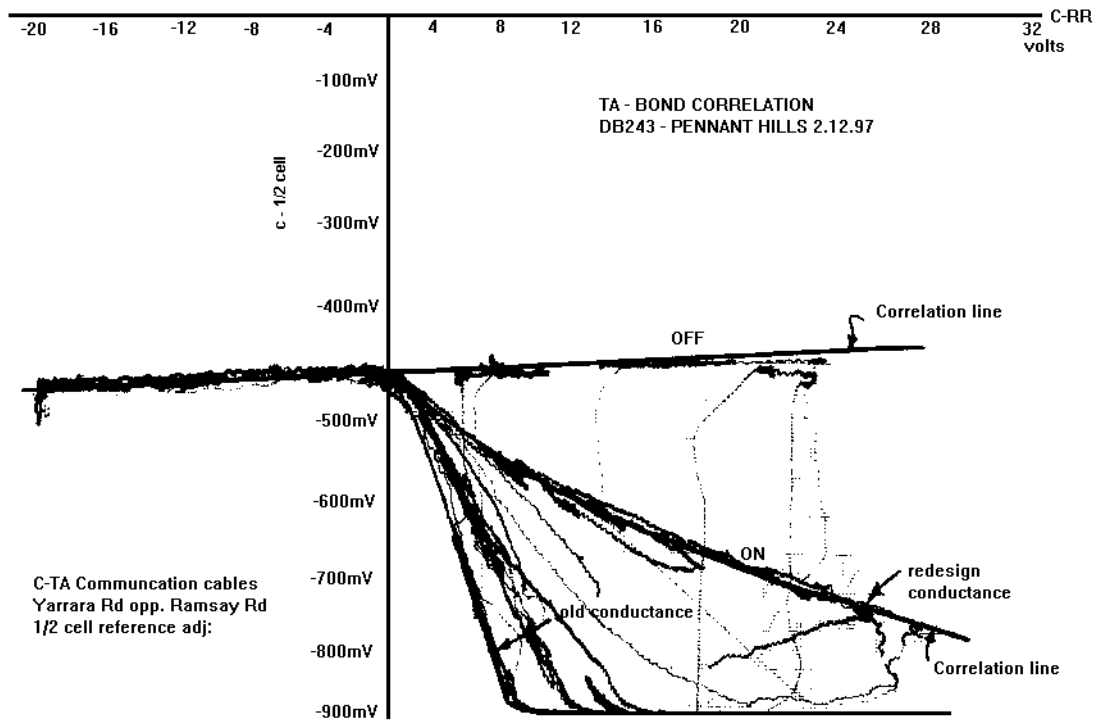 C-RR
-20 -16 -12 -8 -4 4 8 12 16 20 24 28 32
volts
-100mV
TA - BOND CORRELATION
DB243 - PENNANT HILLS 2.12.97
-200mV
c - 1/2 cell
-300mV
-400mV
Correlation line
OFF
-500mV
-600mV
ON
C-TA Communcation cables
Yarrara Rd opp. Ramsay Rd
1/2 cell reference adj:
-700mV
redesign
conductance
old conductance
-800mV
Correlation line
-900mV